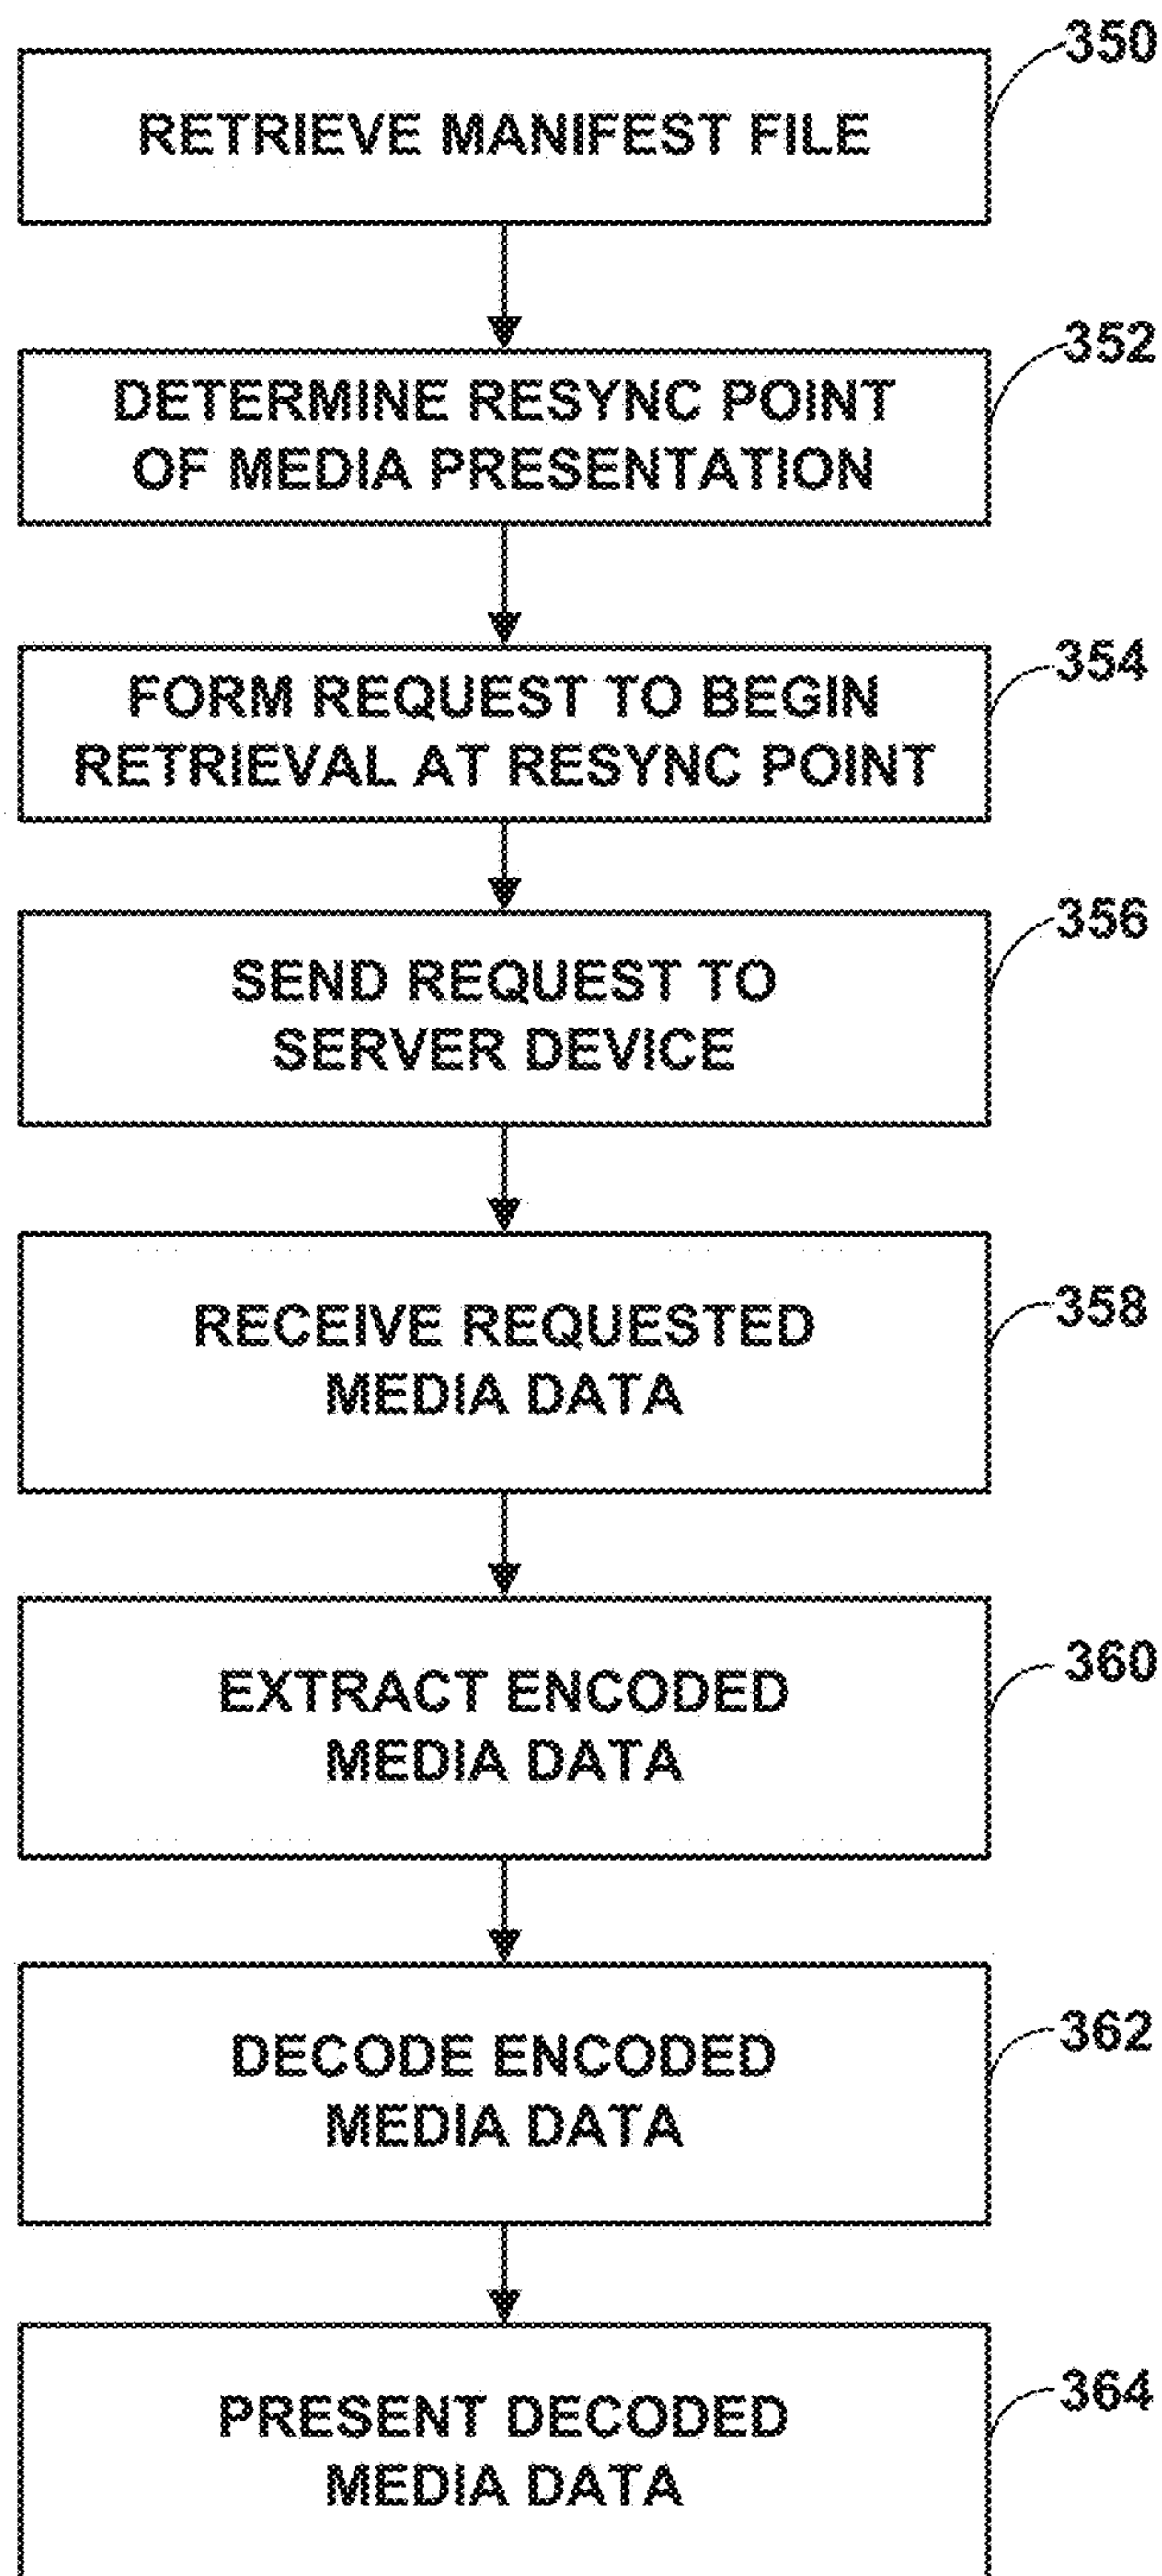 350
RETRIEVE MANIFEST FILE
352
DETERMINE RESYNC POINT
OF MEDIA PRESENTATION
354
FORM REQUEST TO BEGIN
RETRIEVAL AT RESYNC POINT
356
SEND REQUEST TO
SERVER DEVICE
358
RECEIVE REQUESTED
MEDIA DATA
360
EXTRACT ENCODED
MEDIA DATA
362
DECODE ENCODED
MEDIA DATA
364
PRESENT DECODED
MEDIA DATA